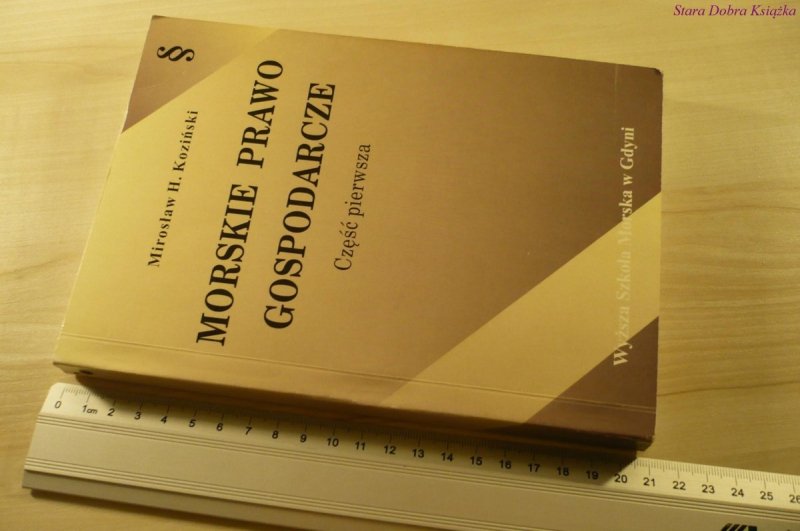 Stara Dobra Książka
§
Mirosław H. Koziński
MORSKIE PRAWO
GOSPODARCZE
Część pierwsza
Wyższa Szkoła Morska w Gdyni
0 1cm 2 3 4 5 6 7 8 9 10 11 12 13 14 15 16 17 18 19 20 21 22 23 24 25 26